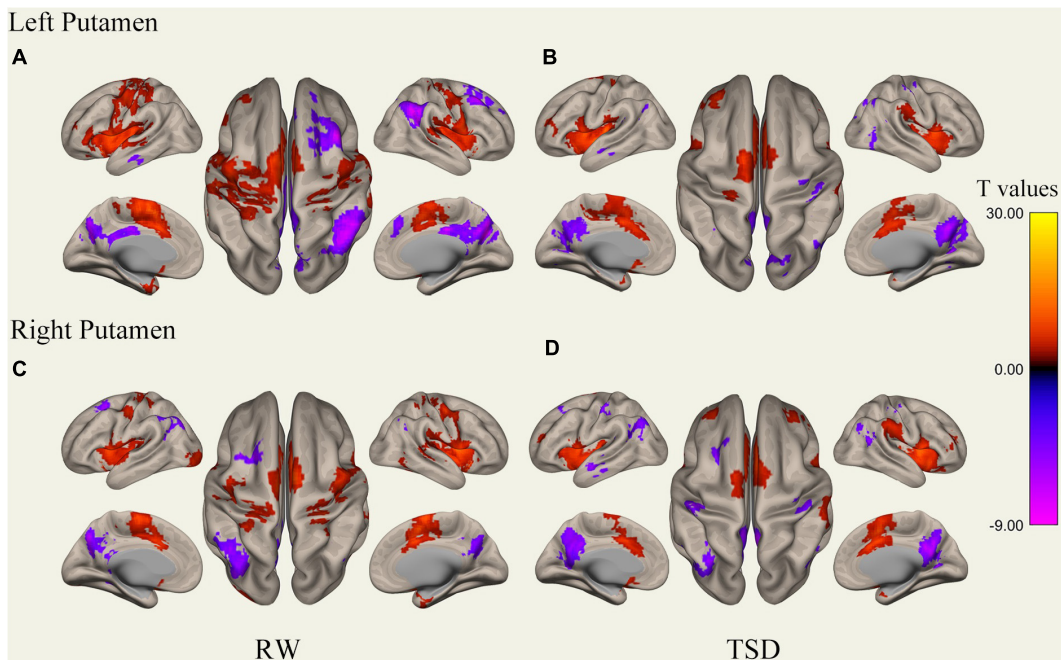 Left Putamen
A
B
T values
30.00
0.00
-9.00
Right Putamen
C
D
RW
TSD